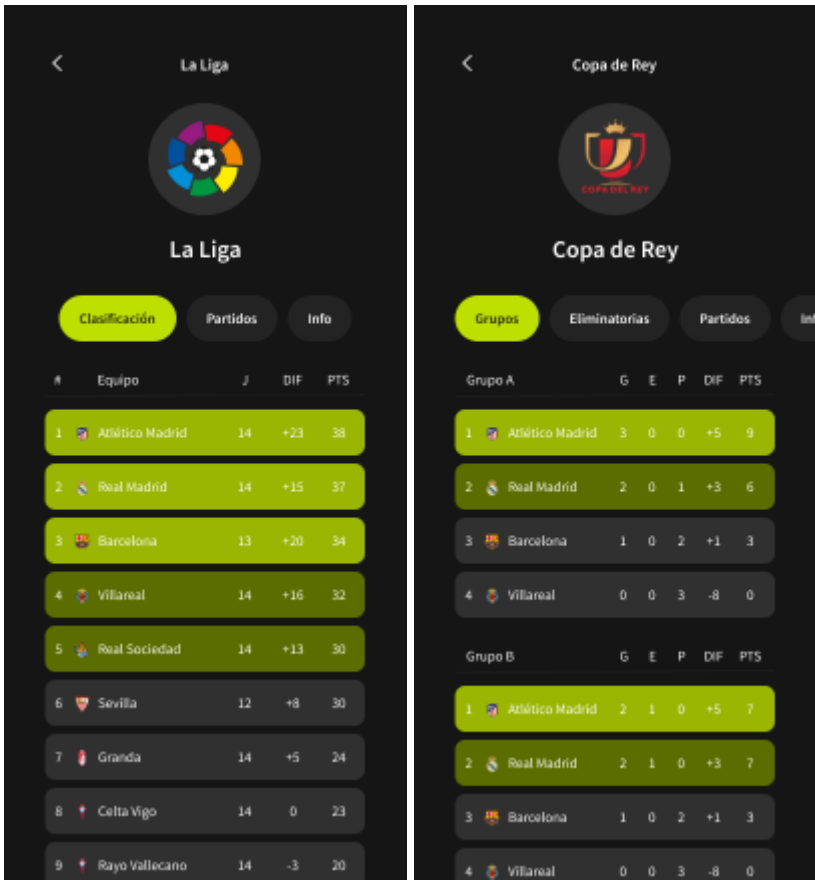 La Liga
La Liga
Clasificación Partidos Info
# Equipo J DIF PTS
1 Atlético Madrid 14 +23 38
2 Real Madrid 14 +15 37
3 Barcelona 13 +20 34
4 Villareal 14 +16 32
5 Real Sociedad 14 +13 30
6 Sevilla 12 +8 30
7 Granda 14 +5 24
8 Celta Vigo 14 0 23
9 Rayo Vallecano 14 -3 20
Copa de Rey
COPA DEL REY
Copa de Rey
Grupos Eliminatorias Partidos
Grupo A G E P DIF PTS
1 Atlético Madrid 3 0 0 +5 9
2 Real Madrid 2 0 1 +3 6
3 Barcelona 1 0 2 +1 3
4 Villareal 0 0 3 -8 0
Grupo B G E P DIF PTS
1 Atlético Madrid 2 1 0 +5 7
2 Real Madrid 2 1 0 +3 7
3 Barcelona 1 0 2 +1 3
4 Villareal 0 0 3 -8 0